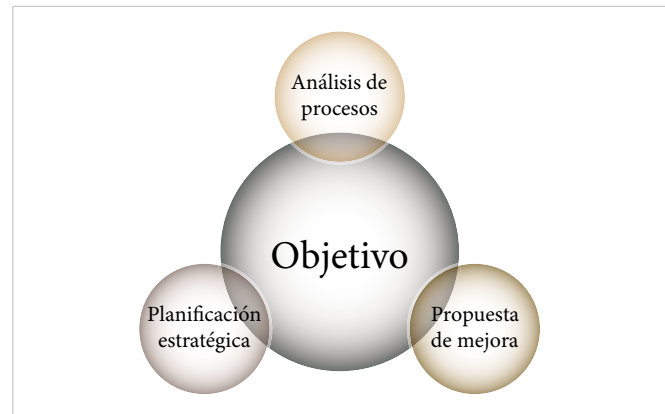 Análisis de
procesos
Objetivo
Planificación
estratégica
Propuesta
de mejora